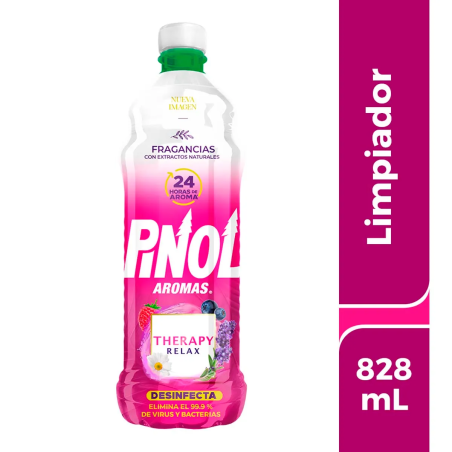 NUEVA
IMAGEN
FRAGANCIAS
CON EXTRACTOS NATURALES
24
HORAS DE
AROMA
PINOL
AROMAS®
THERAPY
RELAX
DESINFECTA
ELIMINA EL 99.9 %
DE VIRUS Y BACTERIAS
Limpiador
828
mL